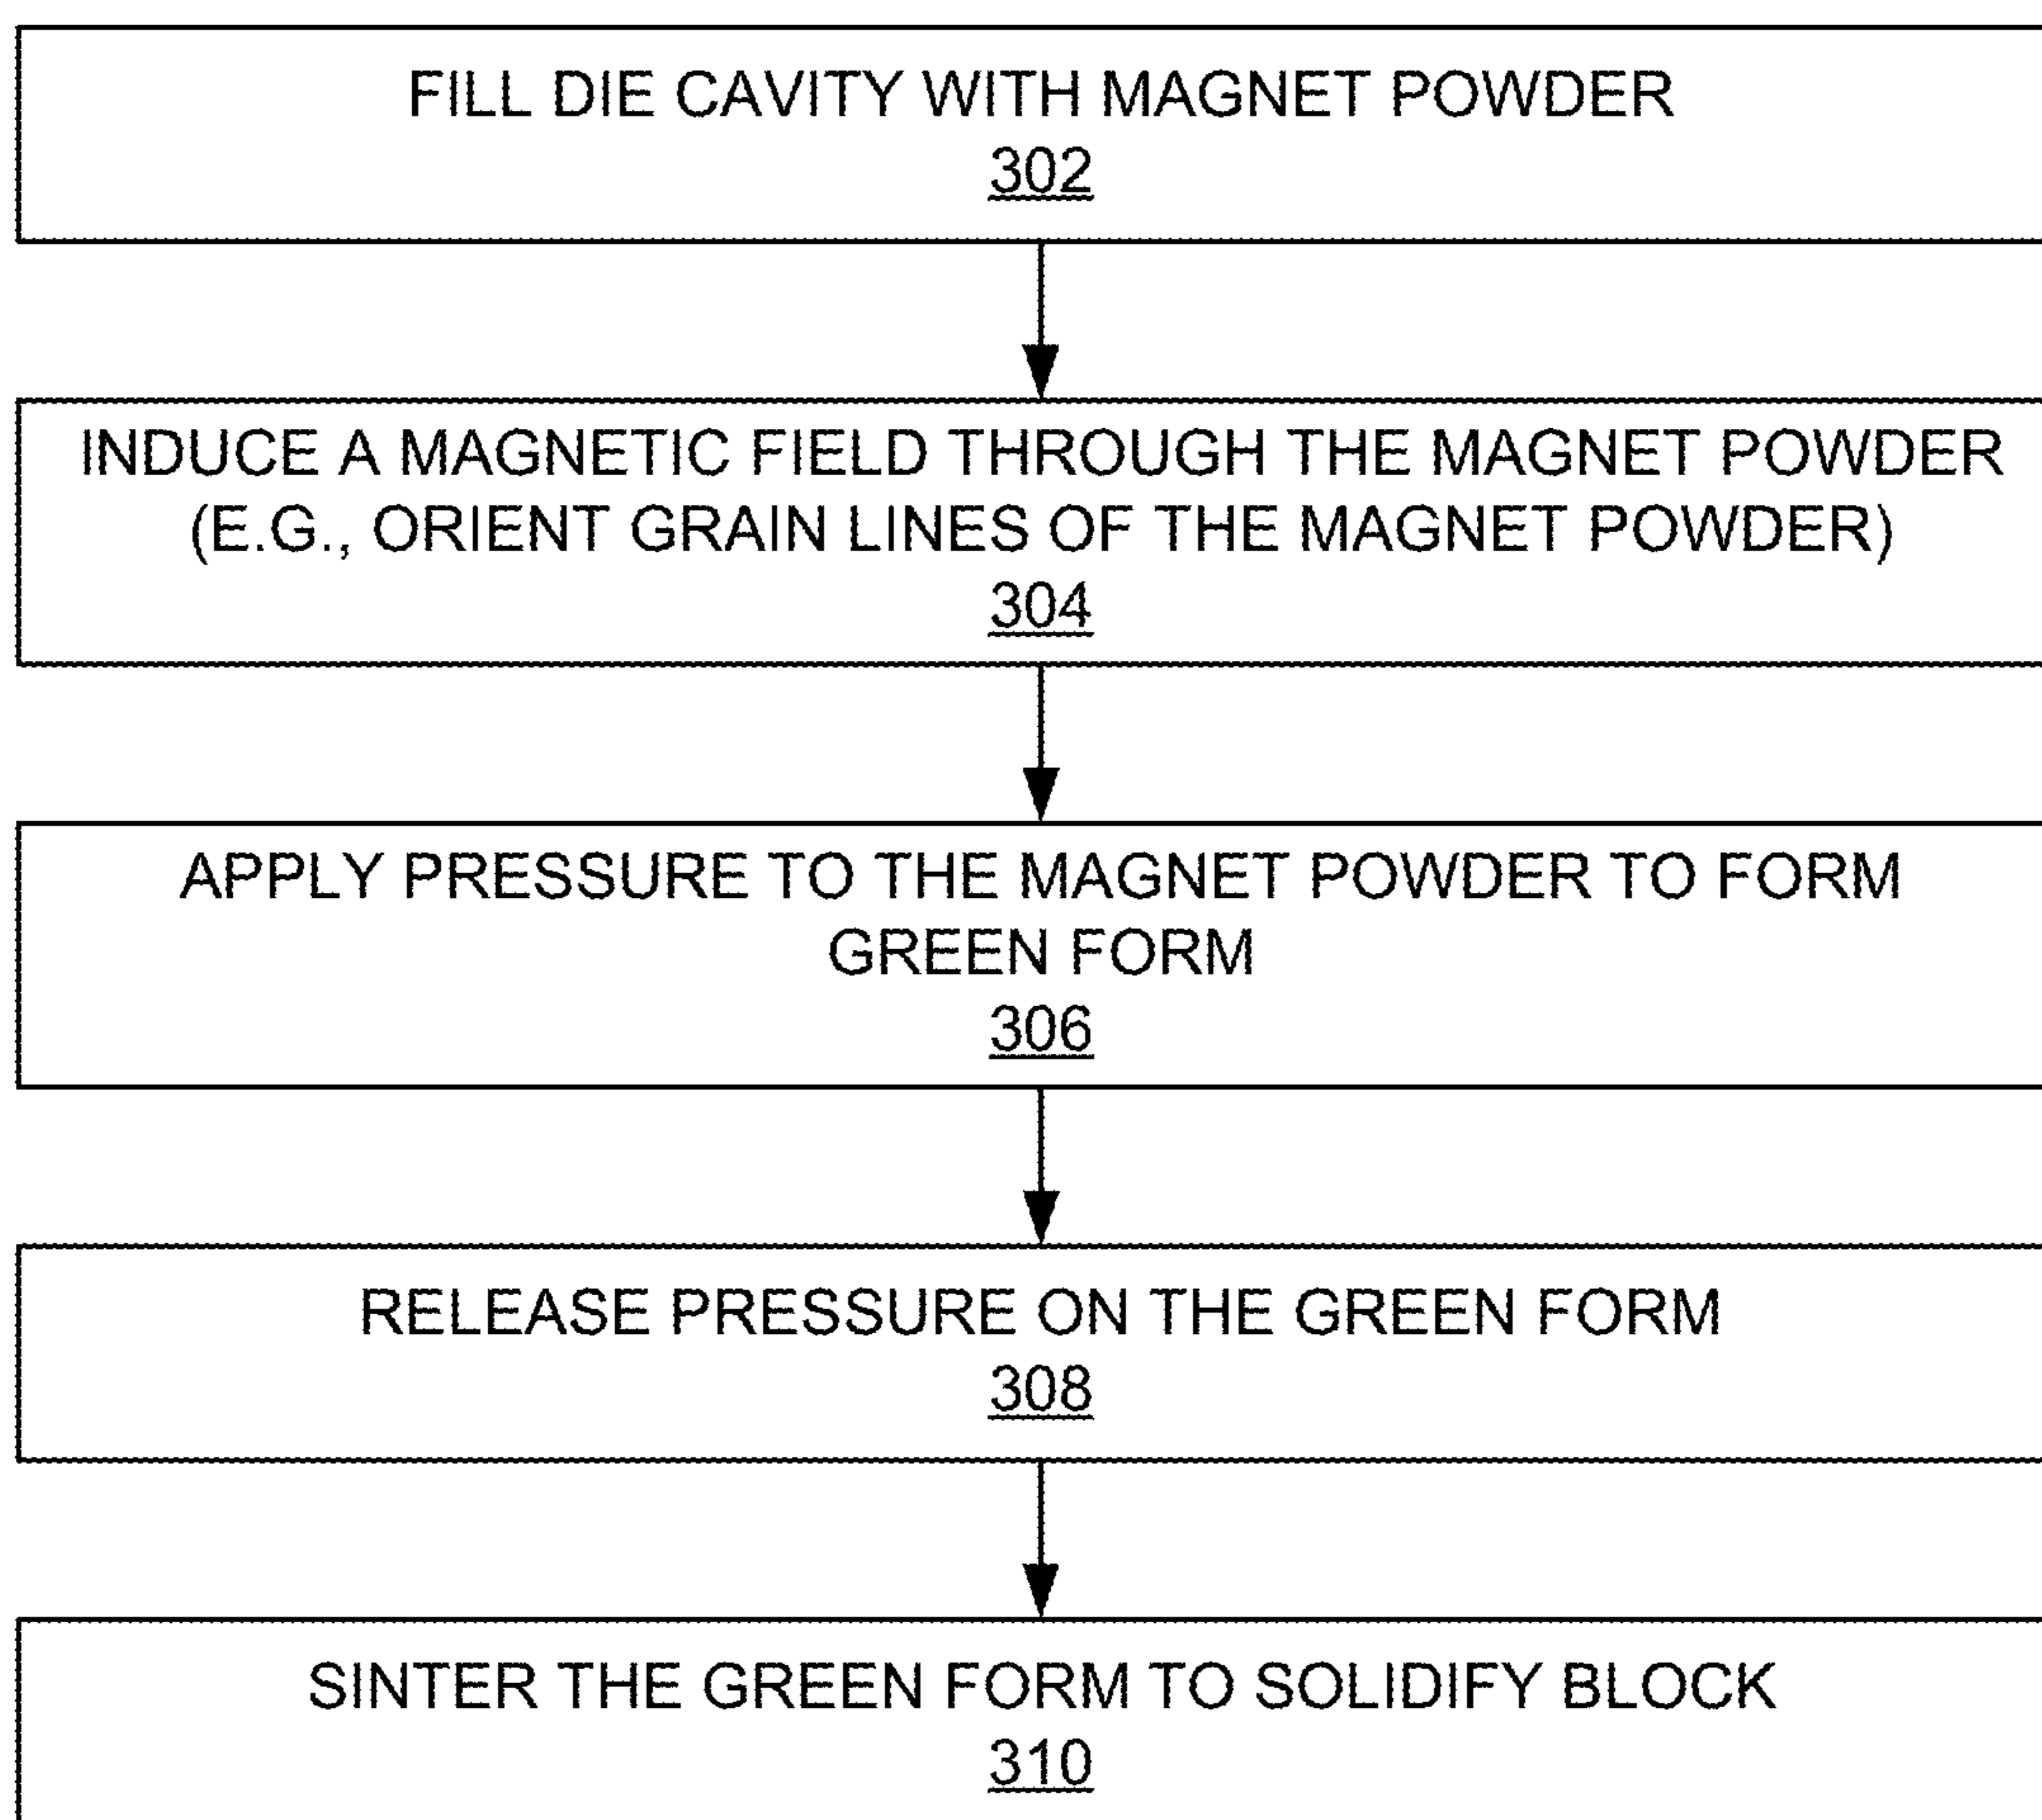 FILL DIE CAVITY WITH MAGNET POWDER
302
INDUCE A MAGNETIC FIELD THROUGH THE MAGNET POWDER
(E.G., ORIENT GRAIN LINES OF THE MAGNET POWDER)
304
APPLY PRESSURE TO THE MAGNET POWDER TO FORM
GREEN FORM
306
RELEASE PRESSURE ON THE GREEN FORM
308
SINTER THE GREEN FORM TO SOLIDIFY BLOCK
310